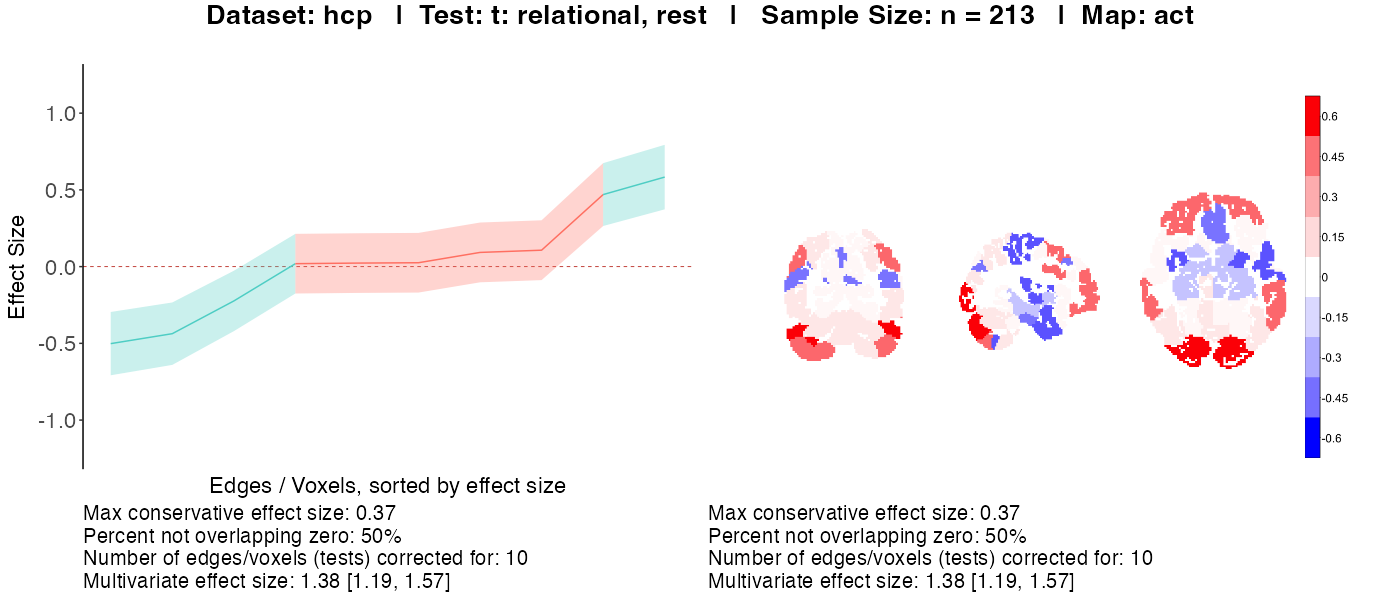 Dataset: hcp | Test: t: relational, rest | Sample Size: n = 213 | Map: act
Effect Size
1.0
0.5
0.0
-0.5
-1.0
Edges / Voxels, sorted by effect size
Max conservative effect size: 0.37
Percent not overlapping zero: 50%
Number of edges/voxels (tests) corrected for: 10
Multivariate effect size: 1.38 [1.19, 1.57]
0.6
0.45
0.3
0.15
0
-0.15
-0.3
-0.45
-0.6
Max conservative effect size: 0.37
Percent not overlapping zero: 50%
Number of edges/voxels (tests) corrected for: 10
Multivariate effect size: 1.38 [1.19, 1.57]